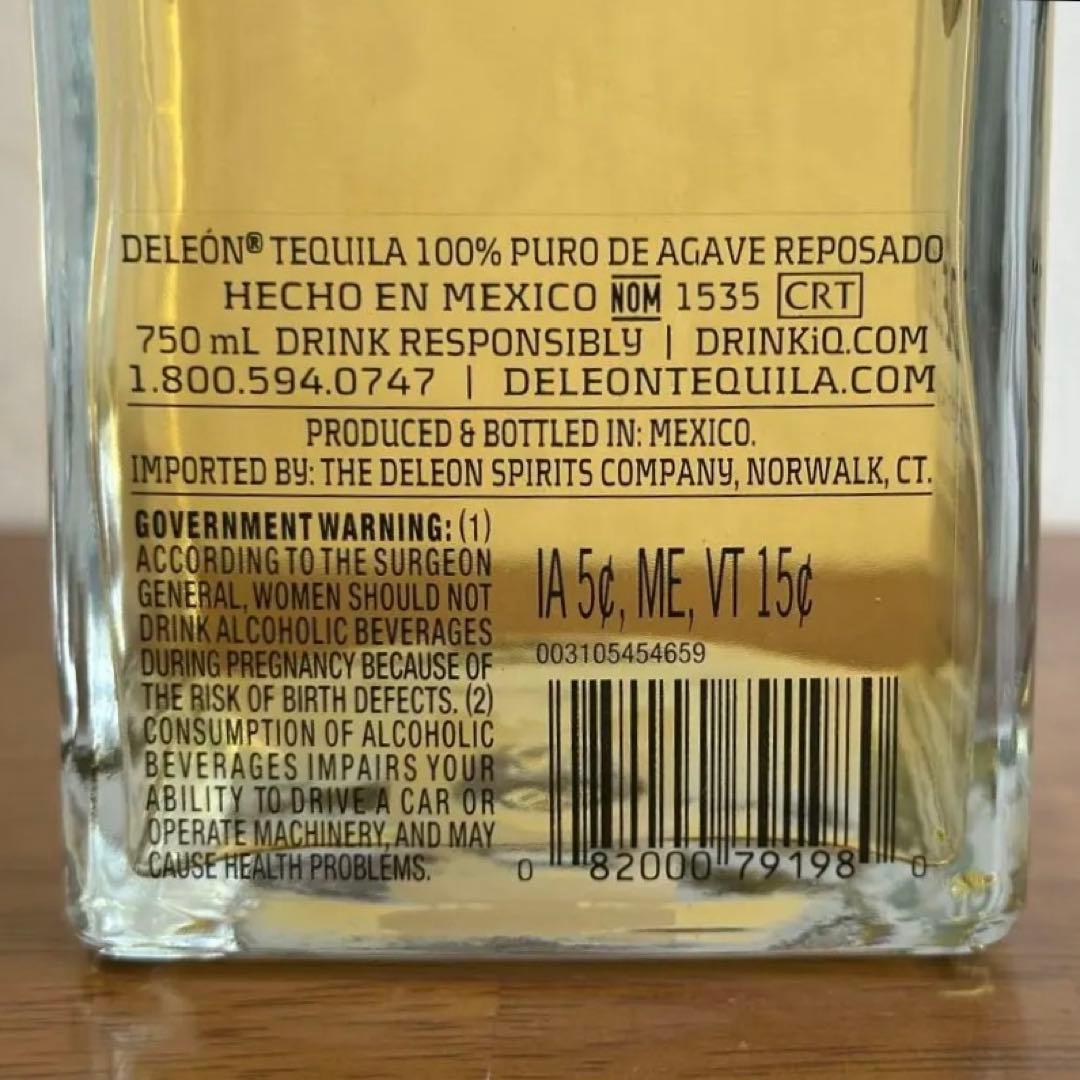 DELEÓN® TEQUILA 100% PURO DE AGAVE REPOSADO
HECHO EN MEXICO NOM 1535 CRT
750 mL DRINK RESPONSIBLY | DRINKiQ.COM
1.800.594.0747 | DELEONTEQUILA.COM
PRODUCED & BOTTLED IN: MEXICO.
IMPORTED BY: THE DELEON SPIRITS COMPANY, NORWALK, CT.
GOVERNMENT WARNING: (1)
ACCORDING TO THE SURGEON
GENERAL, WOMEN SHOULD NOT
DRINK ALCOHOLIC BEVERAGES
DURING PREGNANCY BECAUSE OF
THE RISK OF BIRTH DEFECTS. (2)
CONSUMPTION OF ALCOHOLIC
BEVERAGES IMPAIRS YOUR
ABILITY TO DRIVE A CAR OR
OPERATE MACHINERY, AND MAY
CAUSE HEALTH PROBLEMS.
IA 5¢, ME, VT 15¢
003105454659
0 82000 79198 0